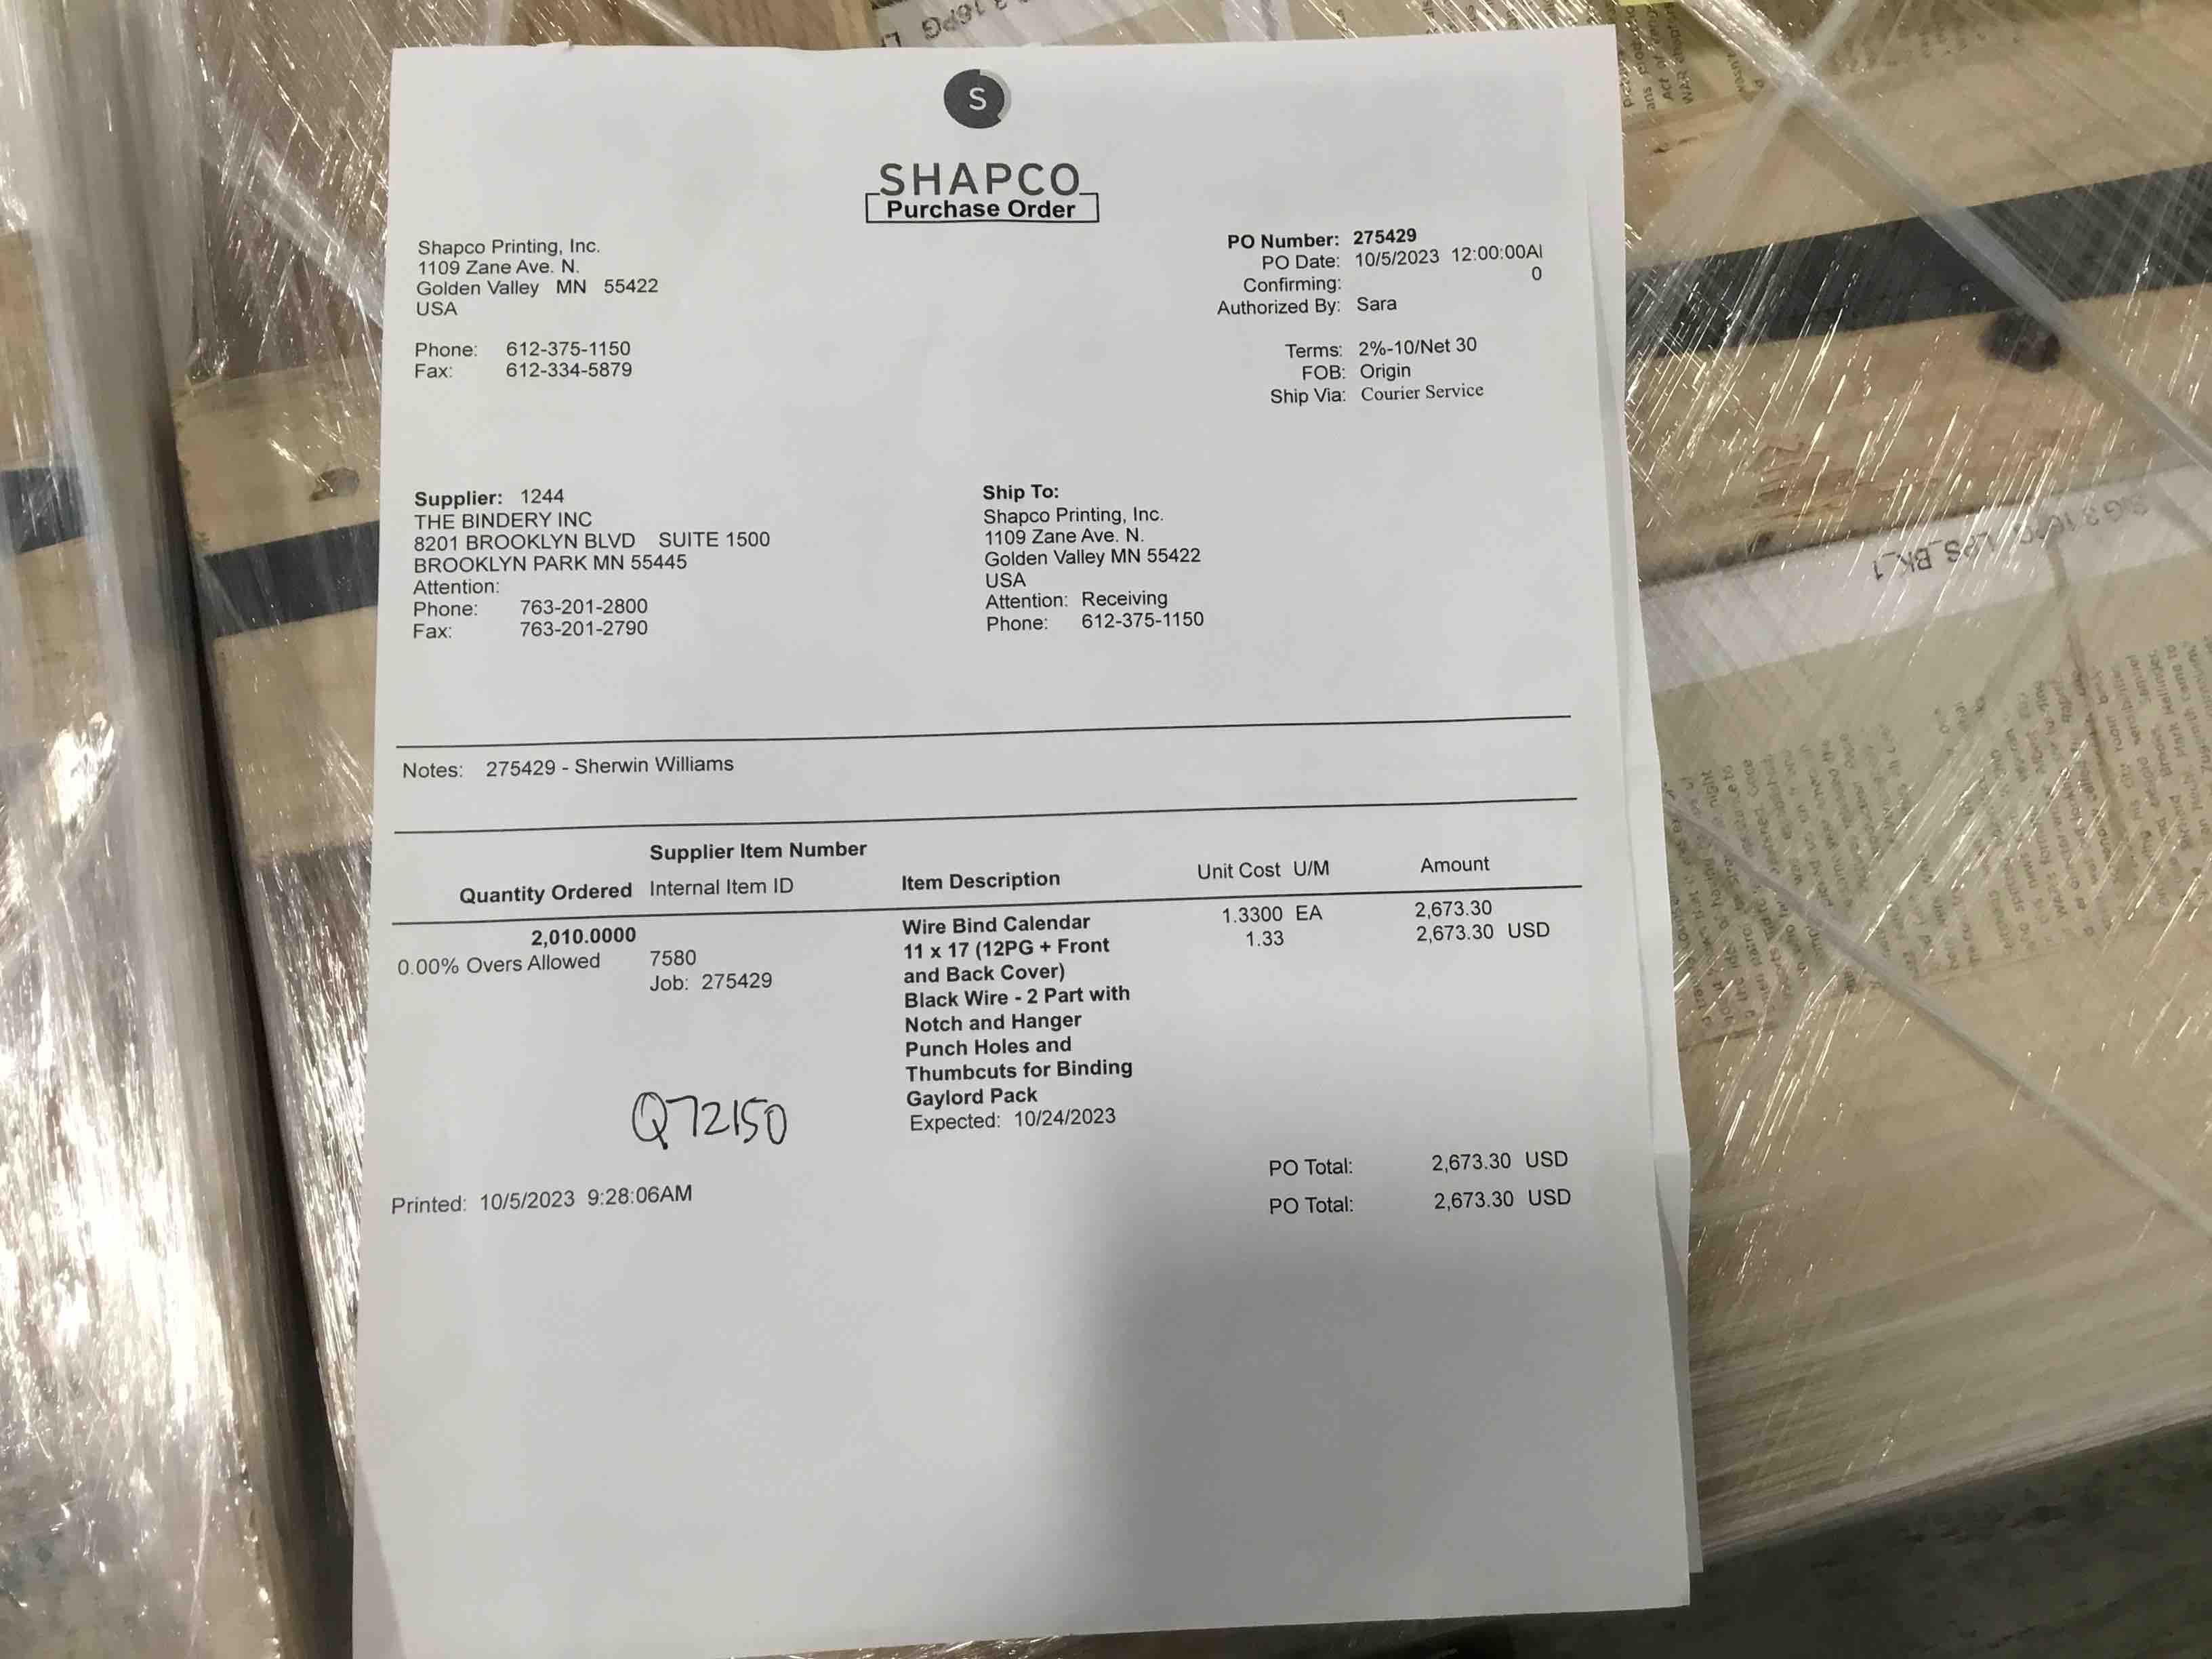 S
SHAPCO
Purchase Order
Shapco Printing, Inc.
1109 Zane Ave. N.
Golden Valley MN 55422
USA
Phone: 612-375-1150
Fax: 612-334-5879
PO Number: 275429
PO Date: 10/5/2023 12:00:00AI
Confirming: 0
Authorized By: Sara
Terms: 2%-10/Net 30
FOB: Origin
Ship Via: Courier Service
Supplier: 1244
THE BINDERY INC
8201 BROOKLYN BLVD SUITE 1500
BROOKLYN PARK MN 55445
Attention:
Phone: 763-201-2800
Fax: 763-201-2790
Ship To:
Shapco Printing, Inc.
1109 Zane Ave. N.
Golden Valley MN 55422
USA
Attention: Receiving
Phone: 612-375-1150
Notes: 275429 - Sherwin Williams
Supplier Item Number
Quantity Ordered Internal Item ID Item Description Unit Cost U/M Amount
2,010.0000
0.00% Overs Allowed
7580
Job: 275429
Wire Bind Calendar
11 x 17 (12PG + Front
and Back Cover)
Black Wire - 2 Part with
Notch and Hanger
Punch Holes and
Thumbcuts for Binding
Gaylord Pack
Expected: 10/24/2023
1.3300 EA 2,673.30
1.33 2,673.30 USD
Q72150
PO Total: 2,673.30 USD
PO Total: 2,673.30 USD
Printed: 10/5/2023 9:28:06AM